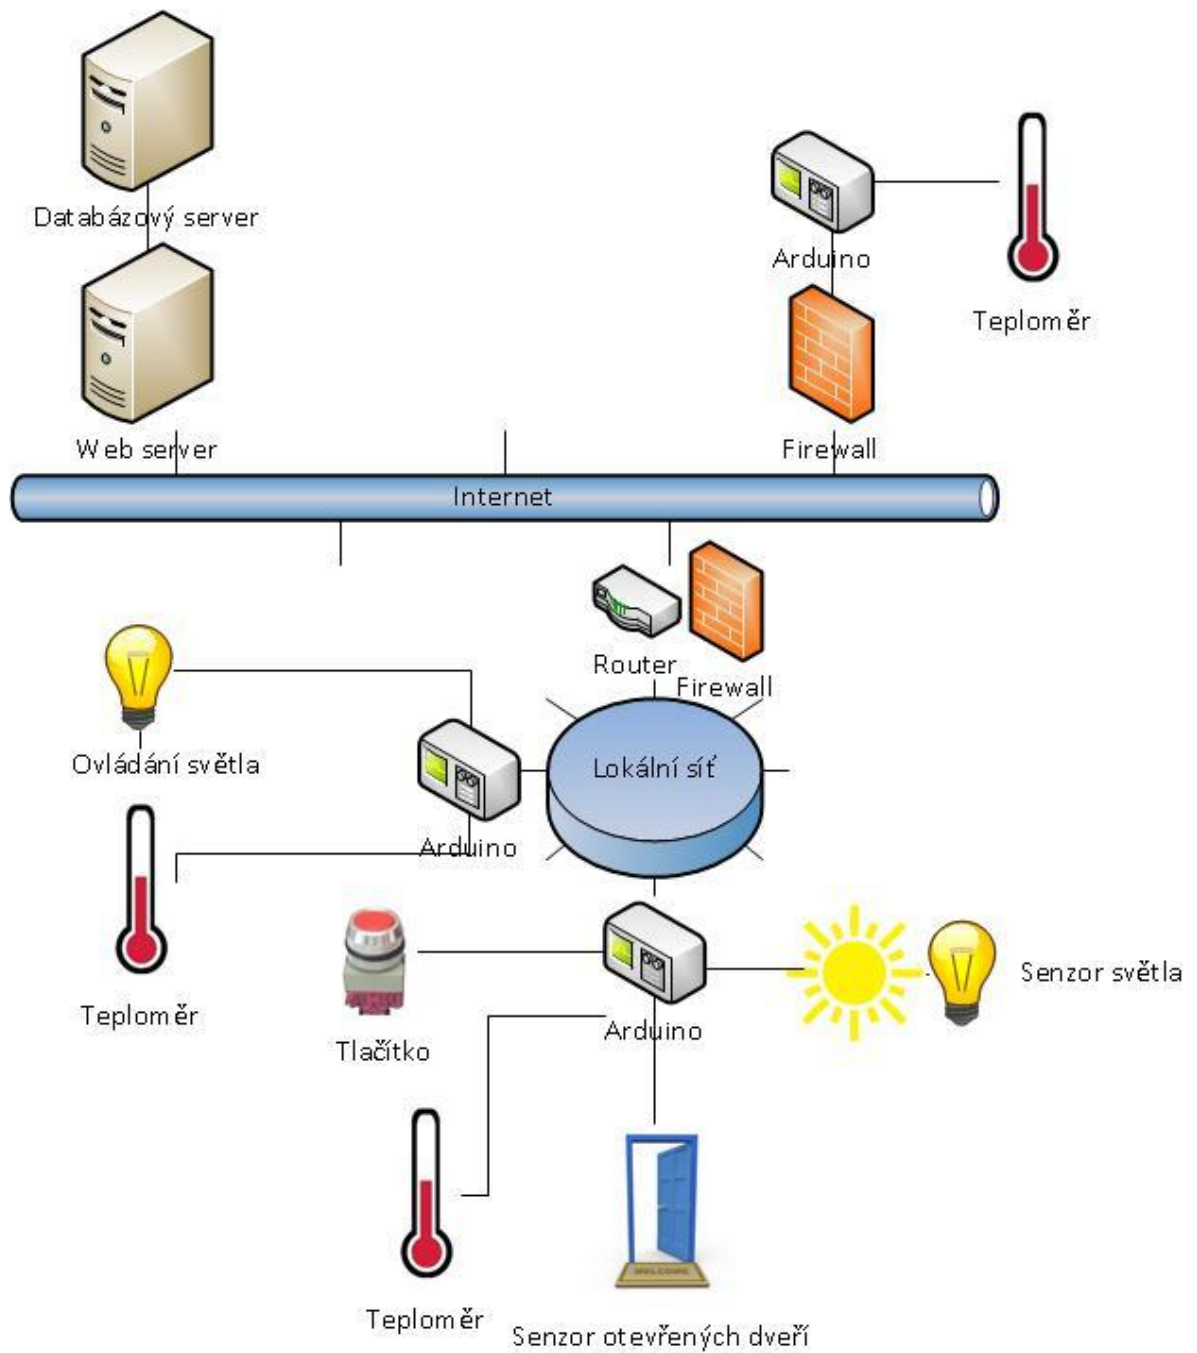 Databázový server
Arduino
Teploměr
Web server
Firewall
Internet
Router
Firewall
Ovládání světla
Lokální síť
Arduino
Senzor světla
Teploměr
Arduino
Tlačítko
WELCOME
Teploměr
Senzor otevřených dveří